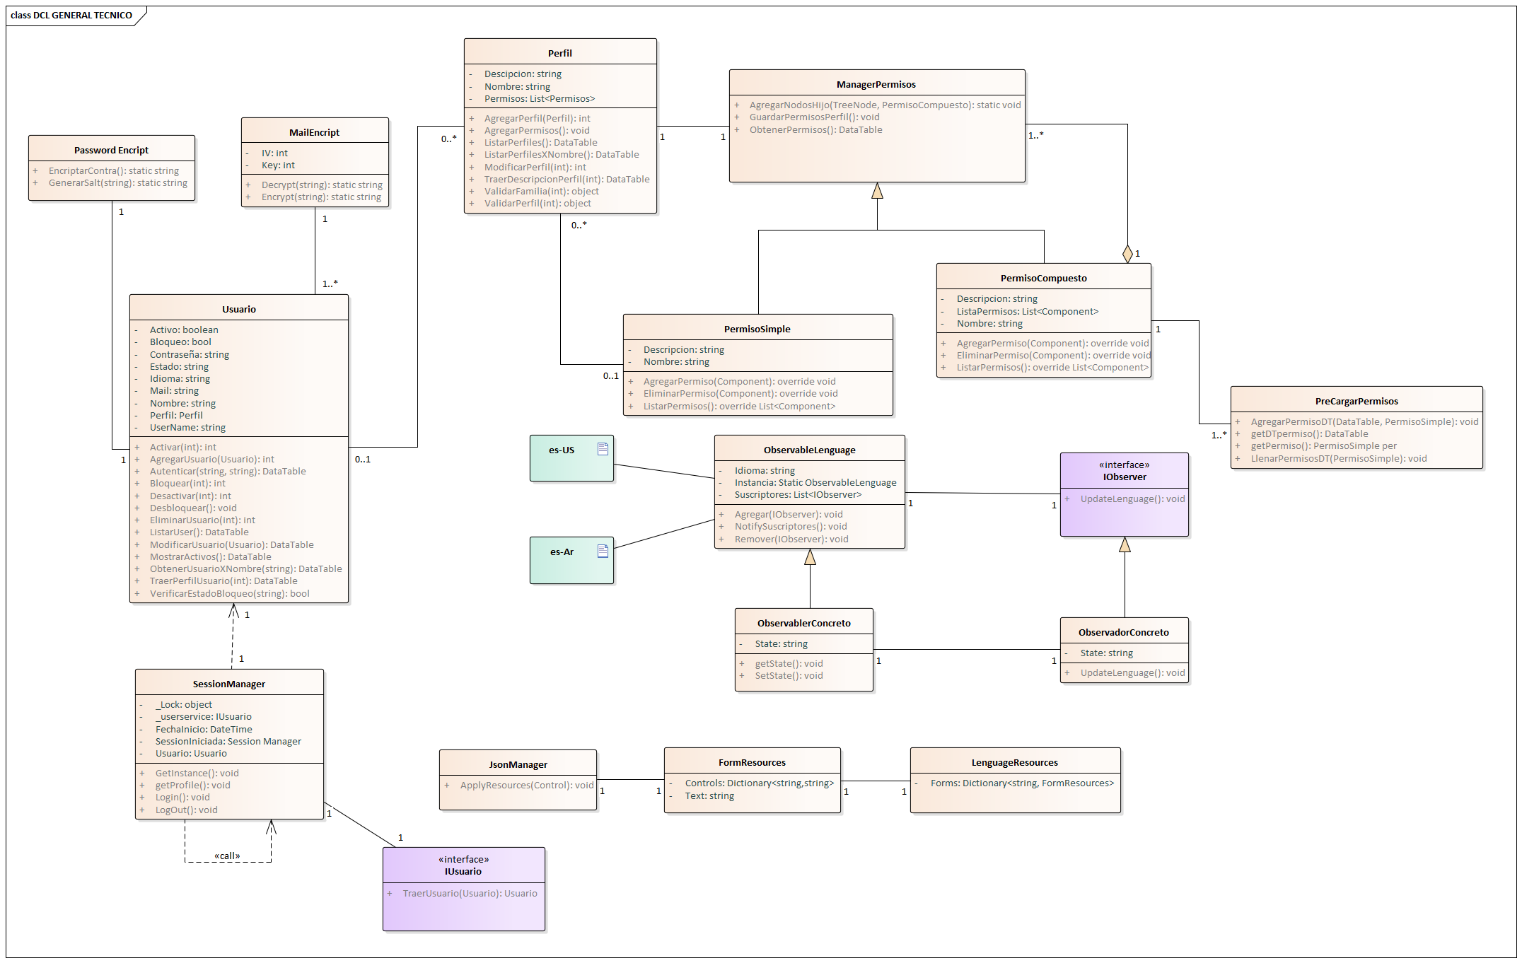 class DCL GENERAL TECNICO
Password Encript
+ EncriptarContra(): static string
+ GenerarSalt(string): static string
1
1
MailEncript
- IV: int
- Key: int
+ Decrypt(string): static string
+ Encrypt(string): static string
1
1..*
Perfil
- Descipcion: string
- Nombre: string
- Permisos: List<Permisos>
+ AgregarPerfil(Perfil): int
+ AgregarPermisos(): void
+ ListarPerfiles(): DataTable
+ ListarPerfilesXNombre(): DataTable
+ ModificarPerfil(int): int
+ TraerDescripcionPerfil(int): DataTable
+ ValidarFamilia(int): object
+ ValidarPerfil(int): object
0..*
0..1
1
1
0..*
0..1
ManagerPermisos
+ AgregarNodosHijo(TreeNode, PermisoCompuesto): static void
+ GuardarPermisosPerfil(): void
+ ObtenerPermisos(): DataTable
1..*
1
PermisoSimple
- Descripcion: string
- Nombre: string
+ AgregarPermiso(Component): override void
+ EliminarPermiso(Component): override void
+ ListarPermisos(): override List<Component>
PermisoCompuesto
- Descripcion: string
- ListaPermisos: List<Component>
- Nombre: string
+ AgregarPermiso(Component): override void
+ EliminarPermiso(Component): override void
+ ListarPermisos(): override List<Component>
1
1..*
PreCargarPermisos
+ AgregarPermisoDT(DataTable, PermisoSimple): void
+ getDTpermiso(): DataTable
+ getPermiso(): PermisoSimple per
+ LlenarPermisosDT(PermisoSimple): void
Usuario
- Activo: boolean
- Bloqueo: bool
- Contraseña: string
- Estado: string
- Idioma: string
- Mail: string
- Nombre: string
- Perfil: Perfil
- UserName: string
+ Activar(int): int
+ AgregarUsuario(Usuario): int
+ Autenticar(string, string): DataTable
+ Bloquear(int): int
+ Desactivar(int): int
+ Desbloquear(): void
+ EliminarUsuario(int): int
+ ListarUser(): DataTable
+ ModificarUsuario(Usuario): DataTable
+ MostrarActivos(): DataTable
+ ObtenerUsuarioXNombre(string): DataTable
+ TraerPerfilUsuario(int): DataTable
+ VerificarEstadoBloqueo(string): bool
1
1
es-US
es-Ar
ObservableLenguage
- Idioma: string
- Instancia: Static ObservableLenguage
- Suscriptores: List<IObserver>
+ Agregar(IObserver): void
+ NotifySuscriptores(): void
+ Remover(IObserver): void
1
1
«interface»
IObserver
+ UpdateLenguage(): void
ObservablerConcreto
- State: string
+ getState(): void
+ SetState(): void
1
1
ObservadorConcreto
- State: string
+ UpdateLenguage(): void
SessionManager
- _Lock: object
- _userservice: IUsuario
- FechaInicio: DateTime
- SessionIniciada: Session Manager
- Usuario: Usuario
+ GetInstance(): void
+ getProfile(): void
+ Login(): void
+ LogOut(): void
«call»
1
1
«interface»
IUsuario
+ TraerUsuario(Usuario): Usuario
JsonManager
+ ApplyResources(Control): void
1
1
FormResources
- Controls: Dictionary<string,string>
- Text: string
1
1
LenguageResources
- Forms: Dictionary<string, FormResources>